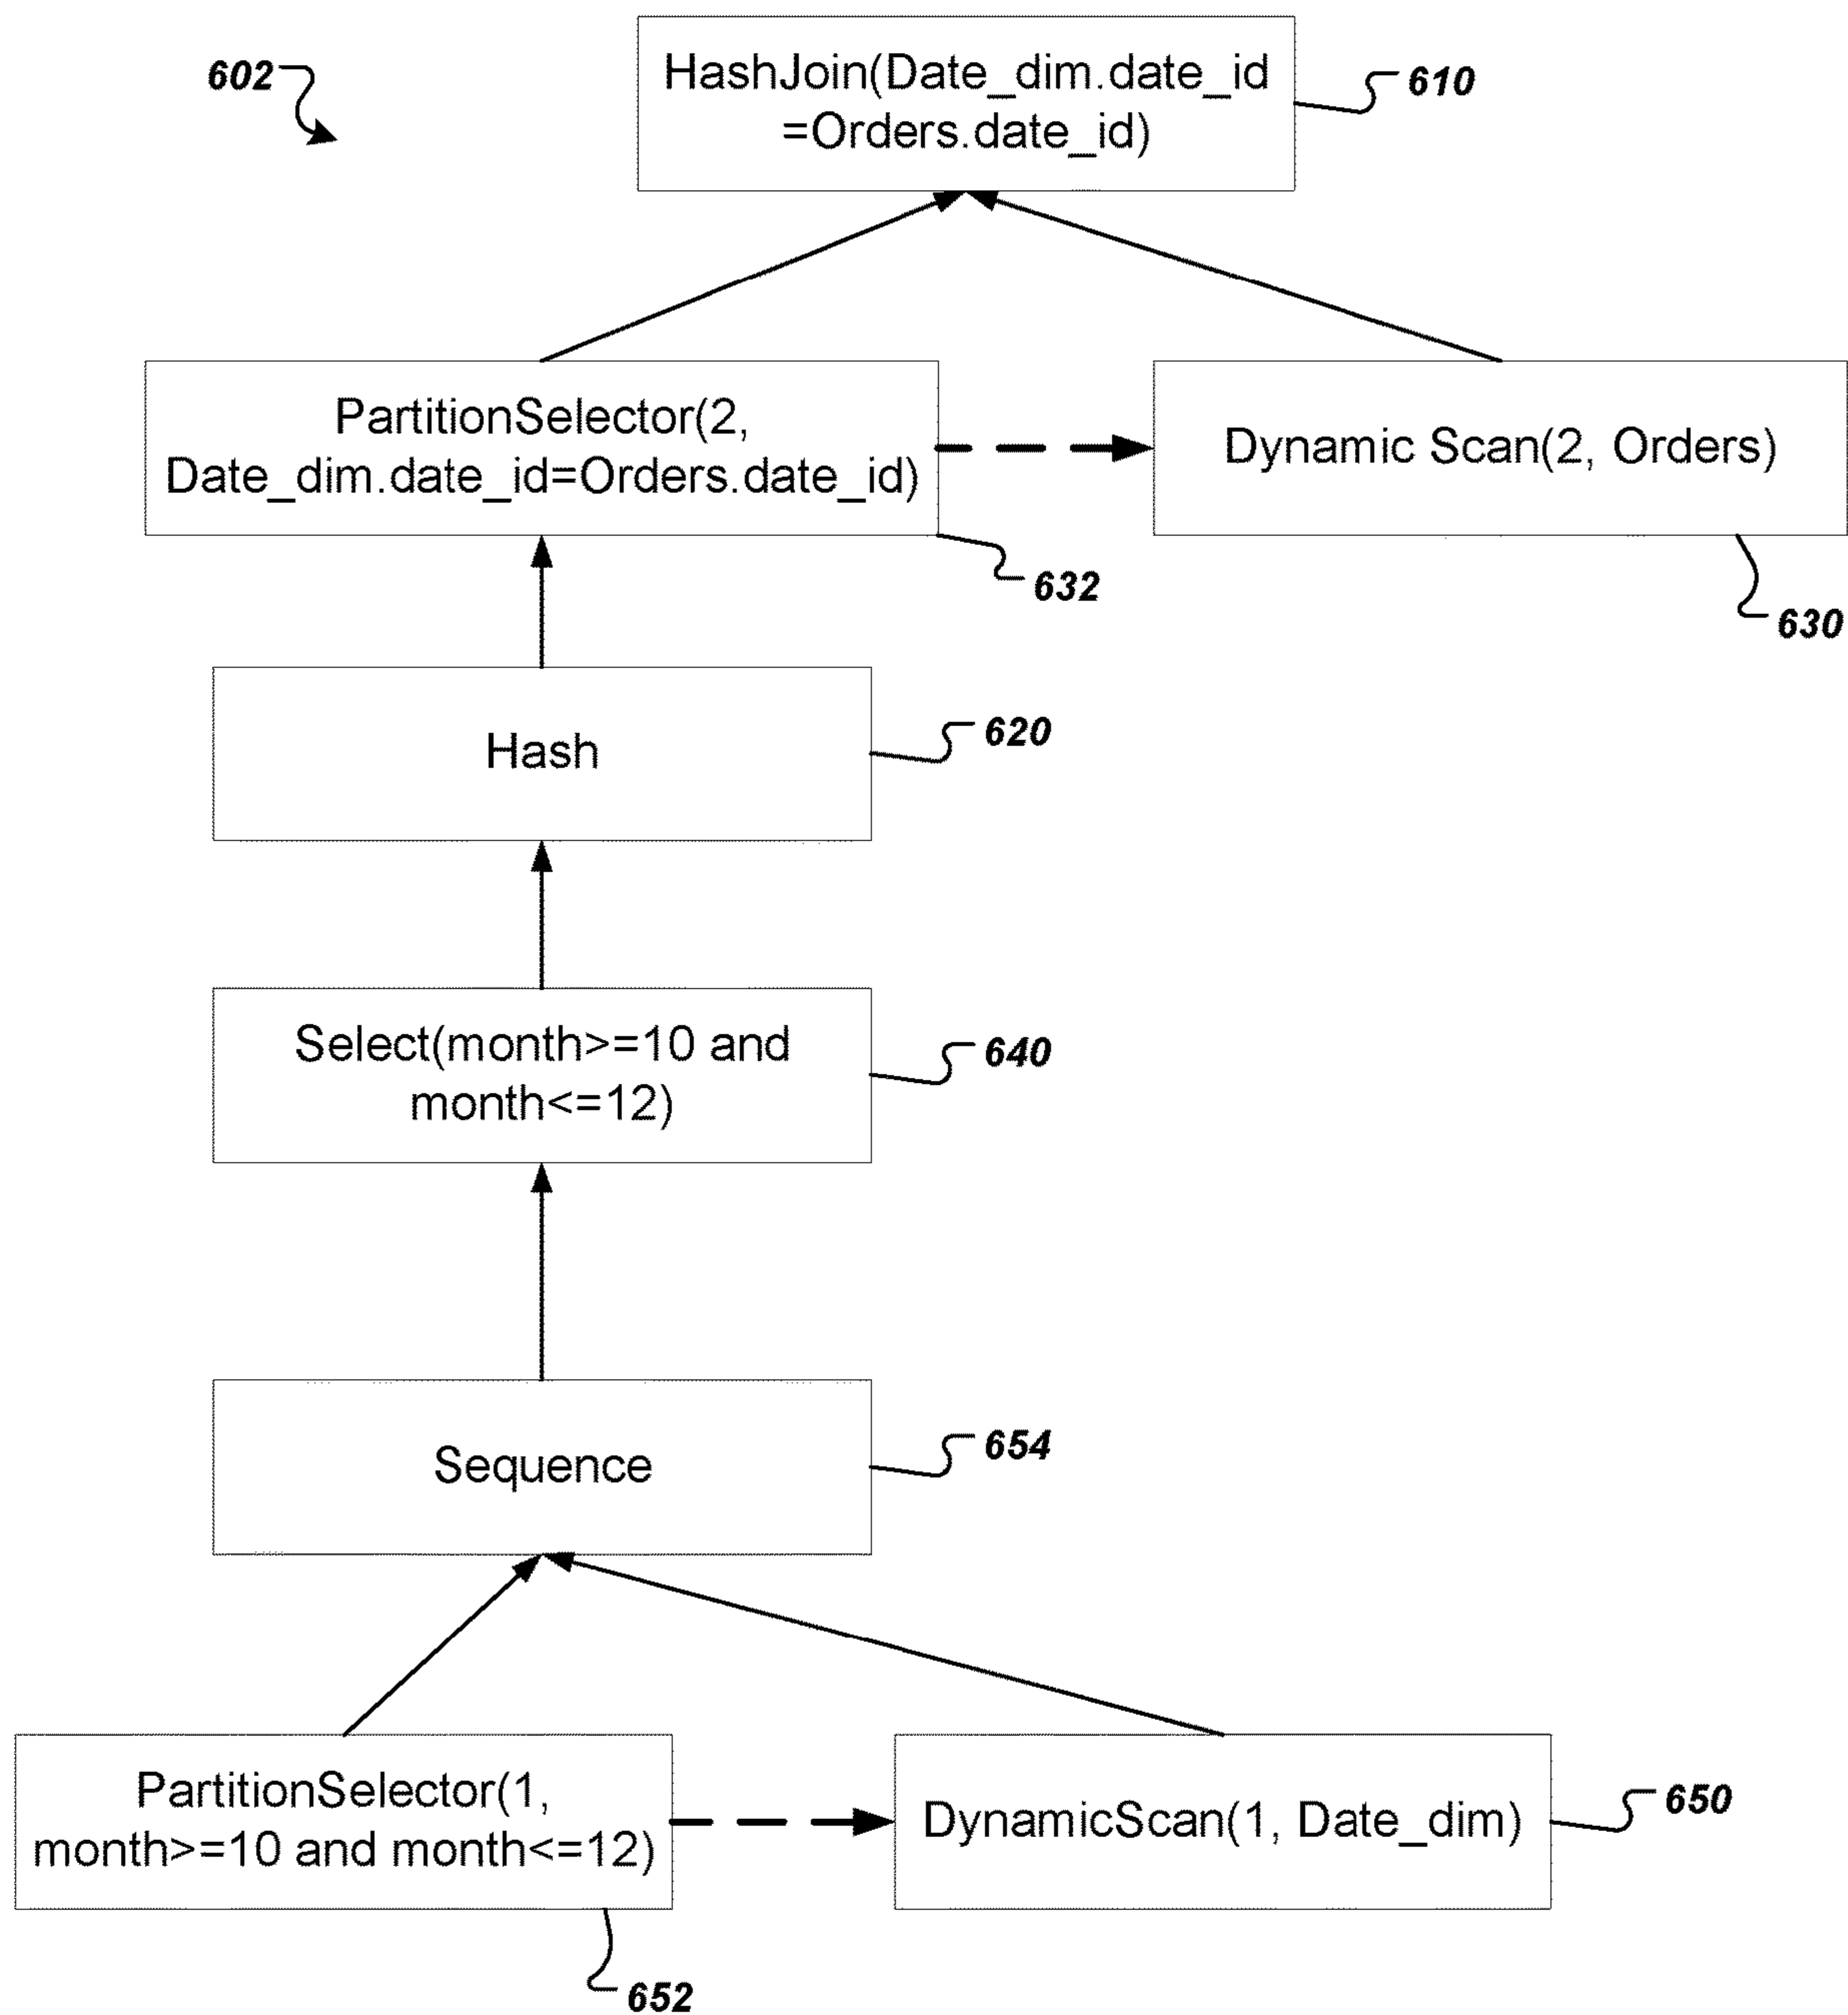 602
HashJoin(Date_dim.date_id
=Orders.date_id)
610
PartitionSelector(2,
Date_dim.date_id=Orders.date_id)
632
Dynamic Scan(2, Orders)
630
Hash
620
Select(month>=10 and
month<=12)
640
Sequence
654
PartitionSelector(1,
month>=10 and month<=12)
652
DynamicScan(1, Date_dim)
650